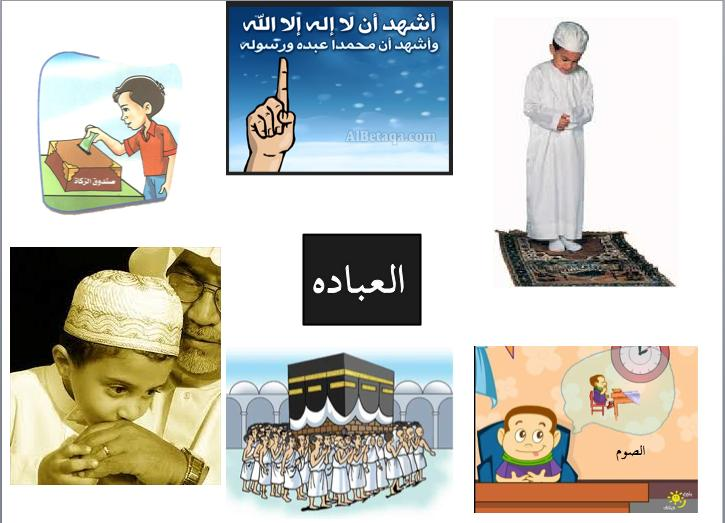 أشهد أن لا إله إلا الله
وأشهد أن محمدا عبده ورسوله
AlBetaqa.com
صندوق الزكاة
العباده
الصوم